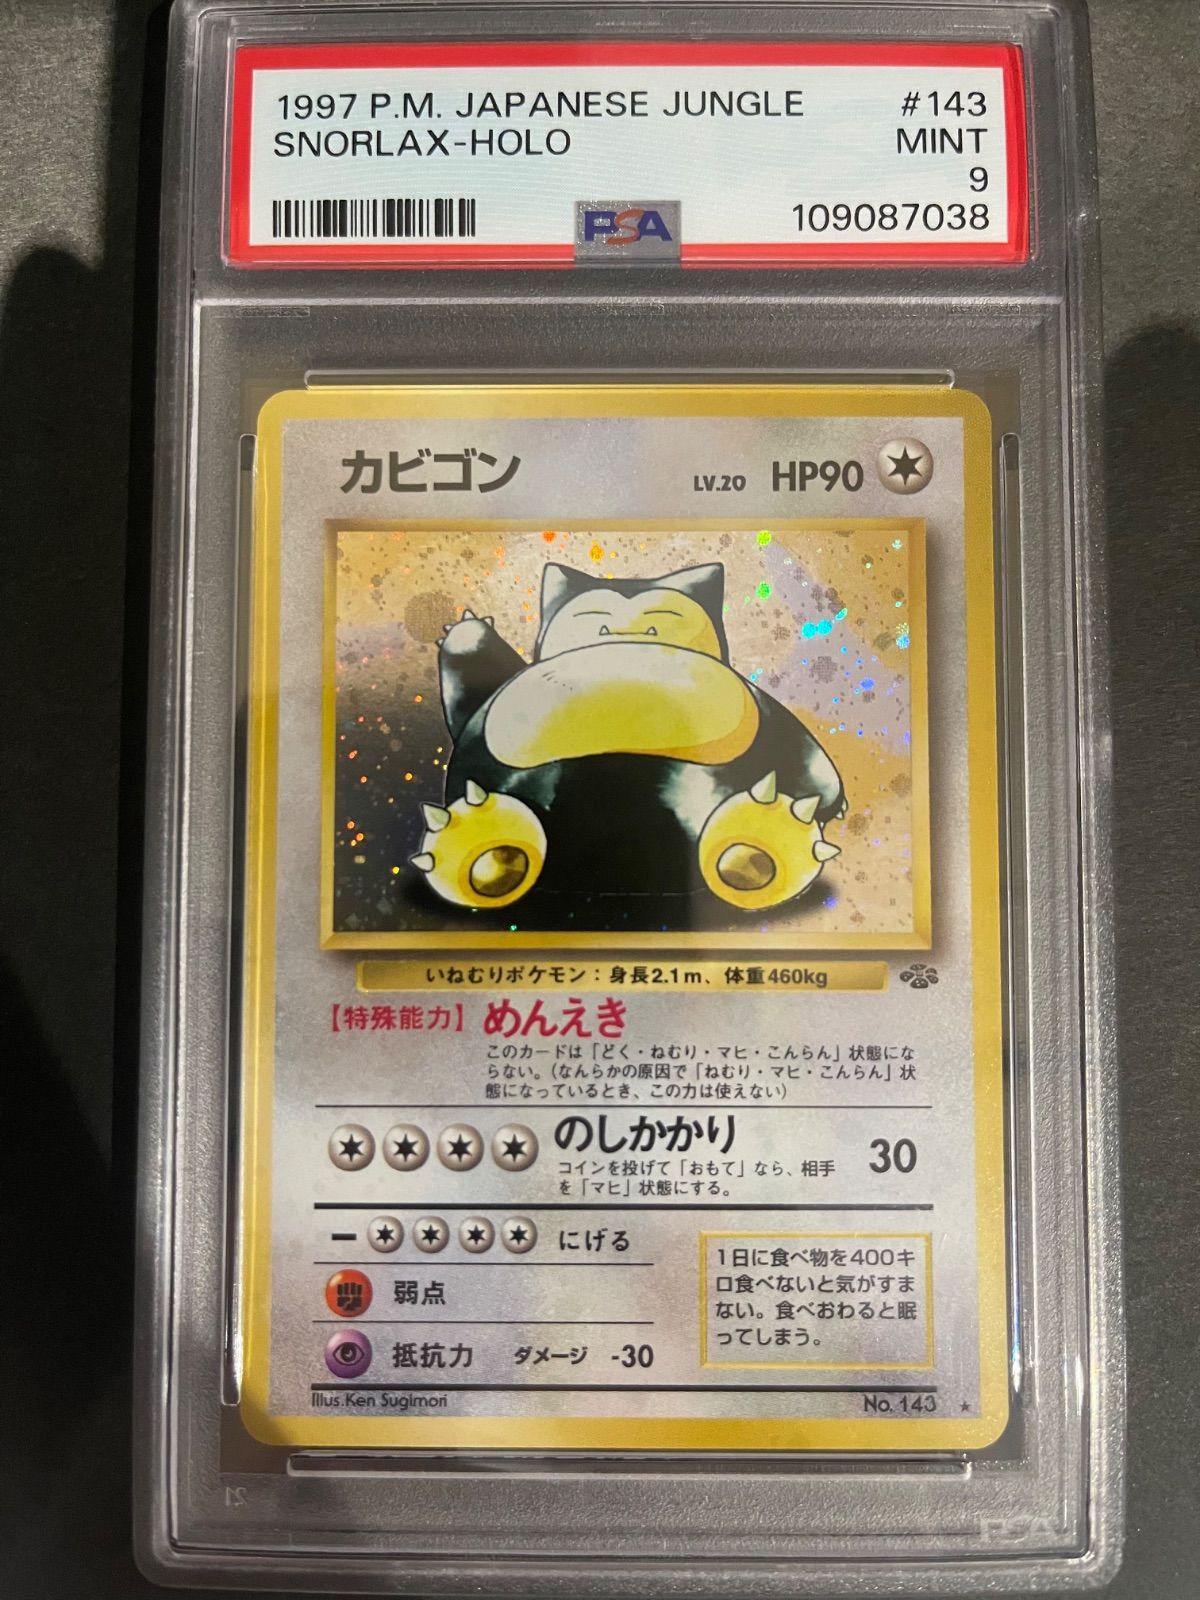 1997 P.M. JAPANESE JUNGLE #143
SNORLAX-HOLO MINT
9
PSA 109087038
カビゴン LV.20 HP90
いねむりポケモン：身長2.1m、体重460kg
【特殊能力】めんえき
このカードは「どく・ねむり・マヒ・こんらん」状態にな
らない。（なんらかの原因で「ねむり・マヒ・こんらん」状
態になっているとき、この力は使えない）
のしかかり 30
コインを投げて「おもて」なら、相手
を「マヒ」状態にする。
ー にげる
弱点
抵抗力 ダメージ -30
1日に食べ物を400キ
ロ食べないと気がすま
ない。食べおわると眠
ってしまう。
Illus.Ken Sugimori No. 143 ★
PSA